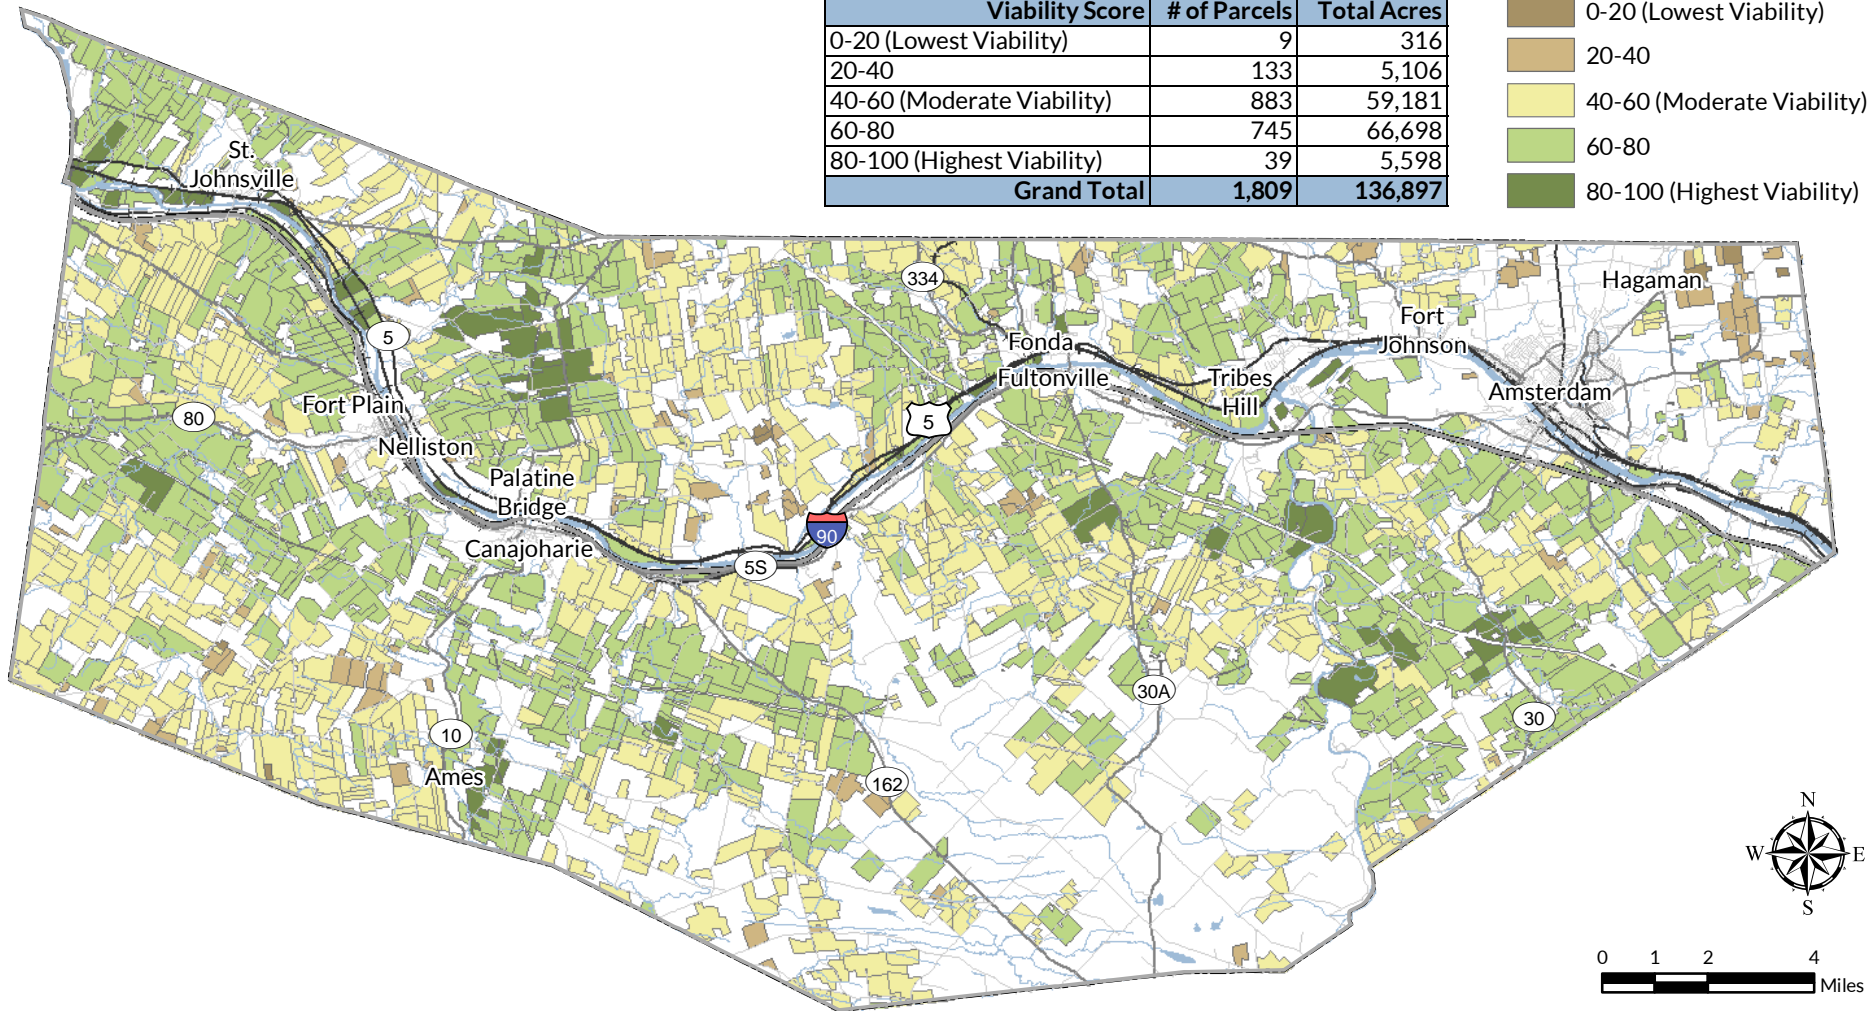 Viability Score # of Parcels Total Acres
0-20 (Lowest Viability) 9 316
20-40 133 5,106
40-60 (Moderate Viability) 883 59,181
60-80 745 66,698
80-100 (Highest Viability) 39 5,598
Grand Total 1,809 136,897
0-20 (Lowest Viability)
20-40
40-60 (Moderate Viability)
60-80
80-100 (Highest Viability)
St.
Johnsville
334
Hagaman
5
Fonda
Fort
Johnson
Fultonville
Tribes
Hill
Amsterdam
Fort Plain
80
5
Nelliston
Palatine
Bridge
90
Canajoharie
5S
30A
30
10
Ames
162
N
W E
S
0 1 2 4
Miles